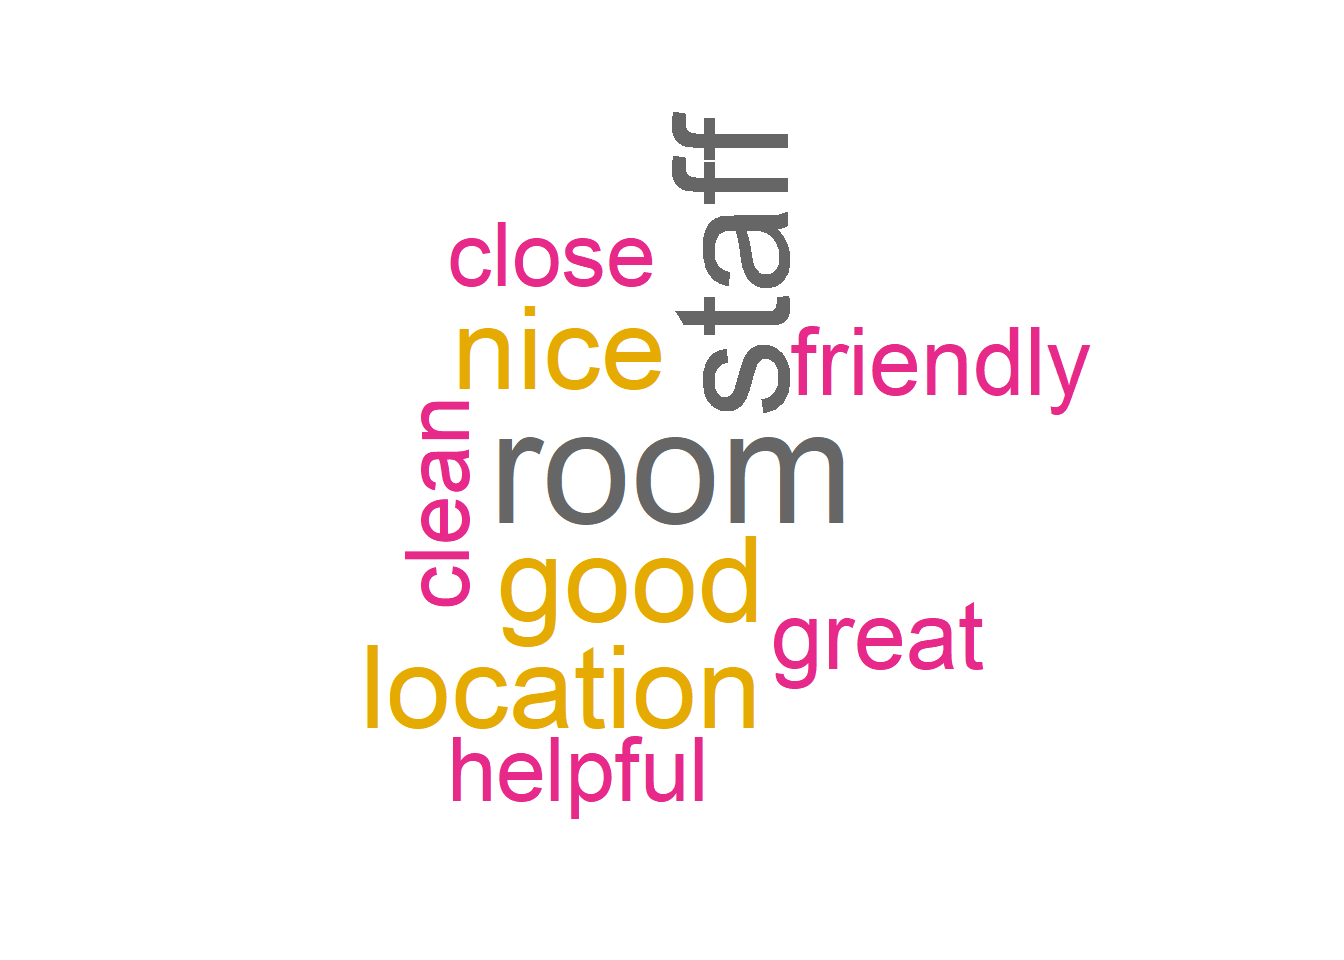 staff
close
nice
friendly
clean
room
good
great
location
helpful